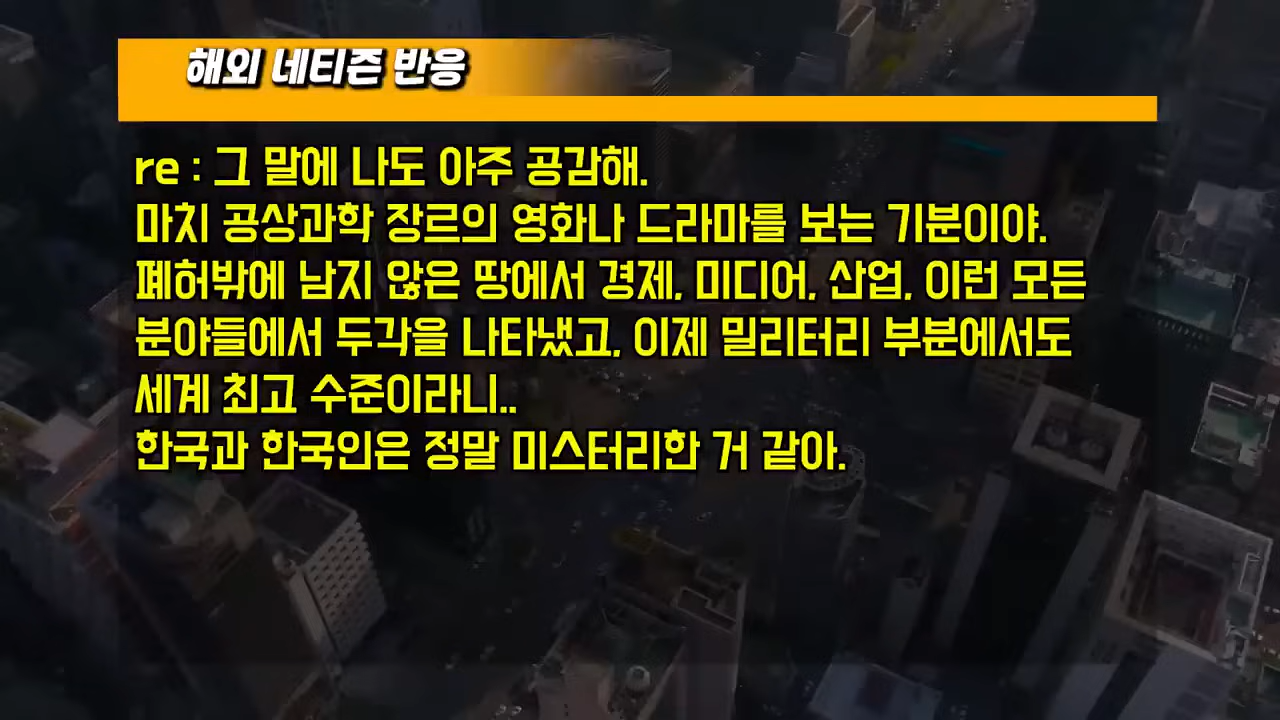 해외 네티즌 반응
re : 그 말에 나도 아주 공감해.
마치 공상과학 장르의 영화나 드라마를 보는 기분이야.
폐허밖에 남지 않은 땅에서 경제, 미디어, 산업, 이런 모든
분야들에서 두각을 나타냈고, 이제 밀리터리 부분에서도
세계 최고 수준이라니..
한국과 한국인은 정말 미스터리한 거 같아.